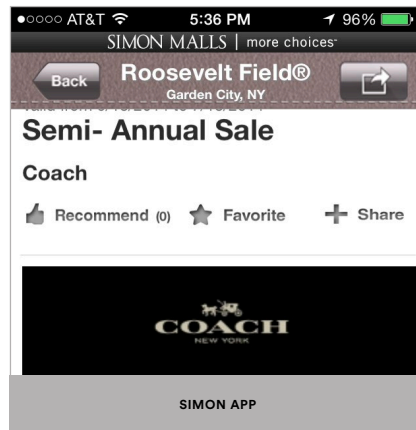 AT&T 5:36 PM 96%
SIMON MALLS | more choices
Back Roosevelt Field®
Garden City, NY
Semi- Annual Sale
Coach
Recommend (0) Favorite Share
COACH
NEW YORK
SIMON APP